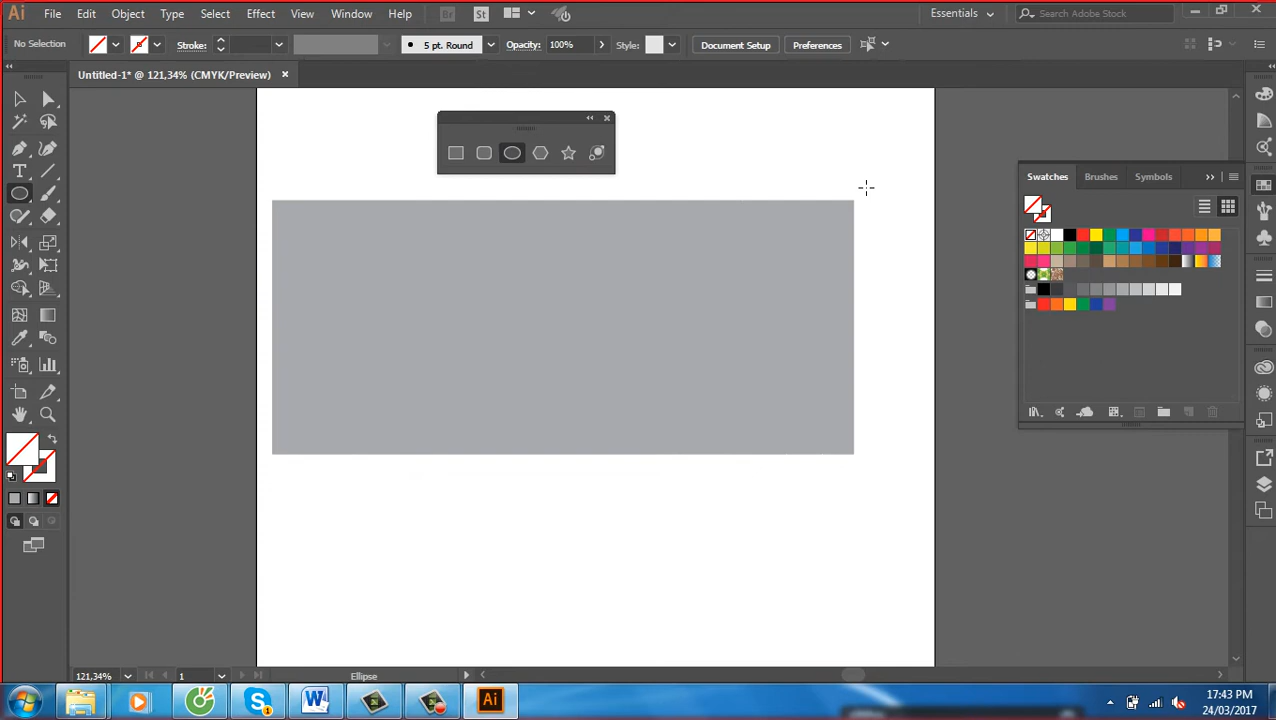 Ai File Edit Object Type Select Effect View Window Help Br St Essentials Search Adobe Stock
No Selection Stroke: 5 pt. Round Opacity: 100% Style: Document Setup Preferences
Untitled-1* @ 121,34% (CMYK/Preview)
Swatches Brushes Symbols
121,34% 1 Ellipse
Ai
17:43 PM
24/03/2017